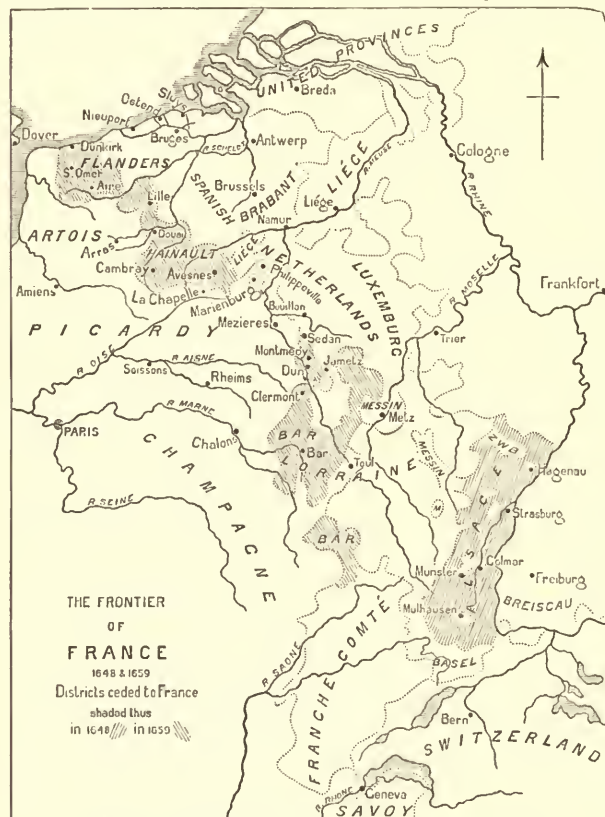 UNITED PROVINCES
Breda
Sluys
Ostend
Nieuport
Bruges
Dover
Dunkirk
R. SCHELDT
Antwerp
Cologne
FLANDERS
S. Omer
Aire
Lille
SPANISH BRABANT
Brussels
LIÉGE
Liége
R. MEUSE
R. RHINE
ARTOIS
Douai
Arras
Namur
HAINAULT
LIÉGE
NETHERLANDS
LUXEMBURG
Cambray
Avesnes
Philippeville
Amiens
La Chapelle
Marienburg
R. MOSELLE
Frankfort
PICARDY
Bouillon
Mezieres
Sedan
Trier
R. OISE
R. AISNE
Montmedy
Jametz
Soissons
Rheims
Dun
Clermont
MESSIN
Metz
R. MARNE
PARIS
Chalons
BAR
Bar
MESSIN
ZWB
Hagenau
CHAMPAGNE
LORRAINE
Toul
M
Strasburg
R. SEINE
BAR
ALSACE
Munster
Colmar
Freiburg
Mulhausen
BREISCAU
THE FRONTIER
OF
FRANCE
1648 & 1659
Districts ceded to France
shaded thus
in 1648 in 1659
R. SAONE
FRANCHE COMTÉ
BASEL
Bern
SWITZERLAND
R. RHONE
Geneva
SAVOY